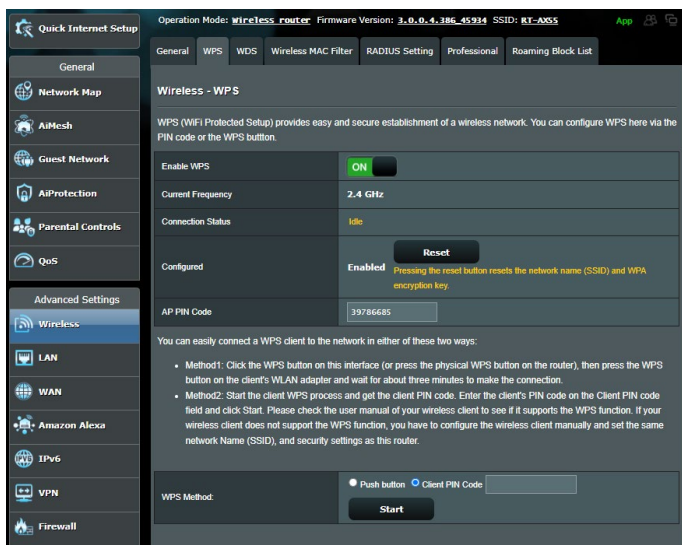 Quick Internet Setup
General
Network Map
AiMesh
Guest Network
AiProtection
Parental Controls
QoS
Advanced Settings
Wireless
LAN
WAN
Amazon Alexa
IPv6
VPN
Firewall
Operation Mode: Wireless router Firmware Version: 3.0.0.4.386_45934 SSID: RT-AX55 App
General WPS WDS Wireless MAC Filter RADIUS Setting Professional Roaming Block List
Wireless - WPS
WPS (WiFi Protected Setup) provides easy and secure establishment of a wireless network. You can configure WPS here via the
PIN code or the WPS buttton.
Enable WPS ON
Current Frequency 2.4 GHz
Connection Status Idle
Configured Enabled Reset
Pressing the reset button resets the network name (SSID) and WPA
encryption key.
AP PIN Code 39786685
You can easily connect a WPS client to the network in either of these two ways:
• Method1: Click the WPS button on this interface (or press the physical WPS button on the router), then press the WPS
button on the client's WLAN adapter and wait for about three minutes to make the connection.
• Method2: Start the client WPS process and get the client PIN code. Enter the client's PIN code on the Client PIN code
field and click Start. Please check the user manual of your wireless client to see if it supports the WPS function. If your
wireless client does not support the WPS function, you have to configure the wireless client manually and set the same
network Name (SSID), and security settings as this router.
WPS Method: Push button Client PIN Code
Start